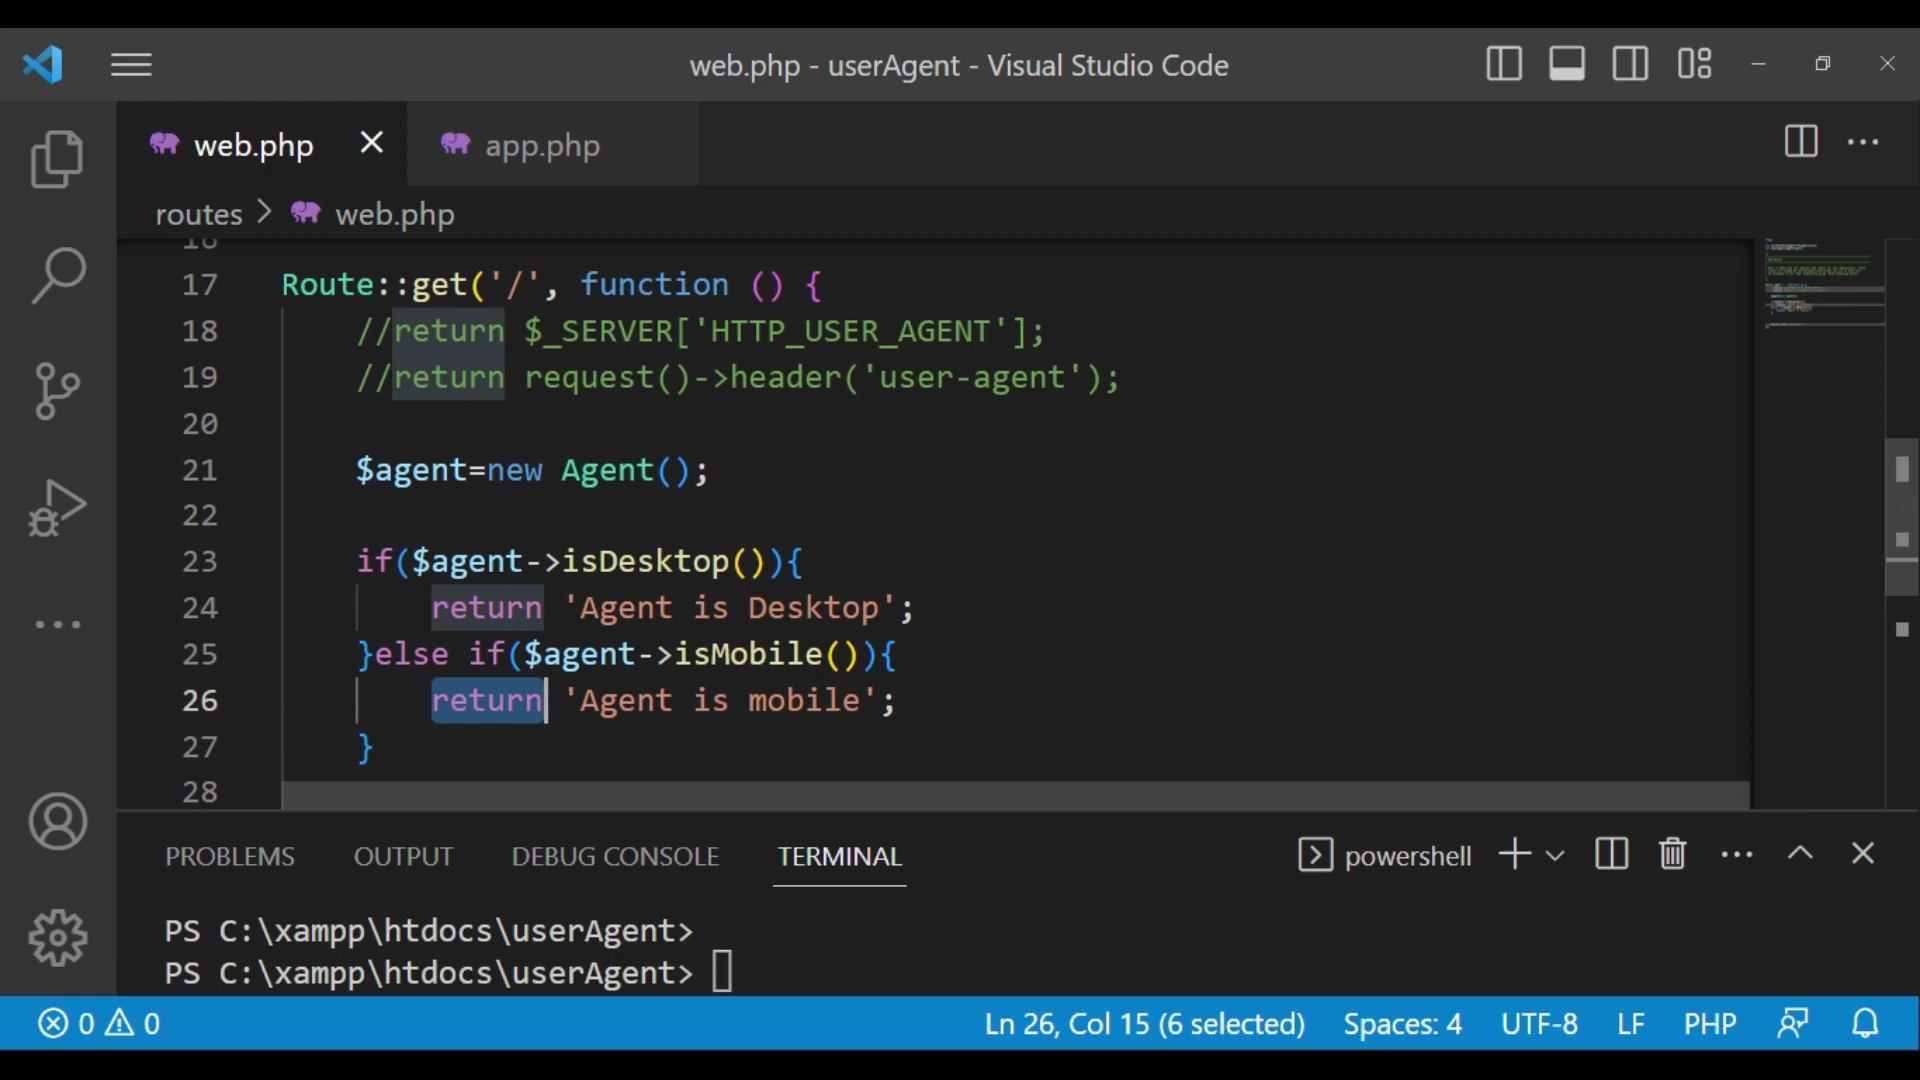 web.php - userAgent - Visual Studio Code
web.php app.php
routes > web.php
16
17 Route::get('/', function () {
18 //return $_SERVER['HTTP_USER_AGENT'];
19 //return request()->header('user-agent');
20
21 $agent=new Agent();
22
23 if($agent->isDesktop()){
24 return 'Agent is Desktop';
25 }else if($agent->isMobile()){
26 return 'Agent is mobile';
27 }
28
PROBLEMS OUTPUT DEBUG CONSOLE TERMINAL powershell
PS C:\xampp\htdocs\userAgent>
PS C:\xampp\htdocs\userAgent>
0 0 Ln 26, Col 15 (6 selected) Spaces: 4 UTF-8 LF PHP